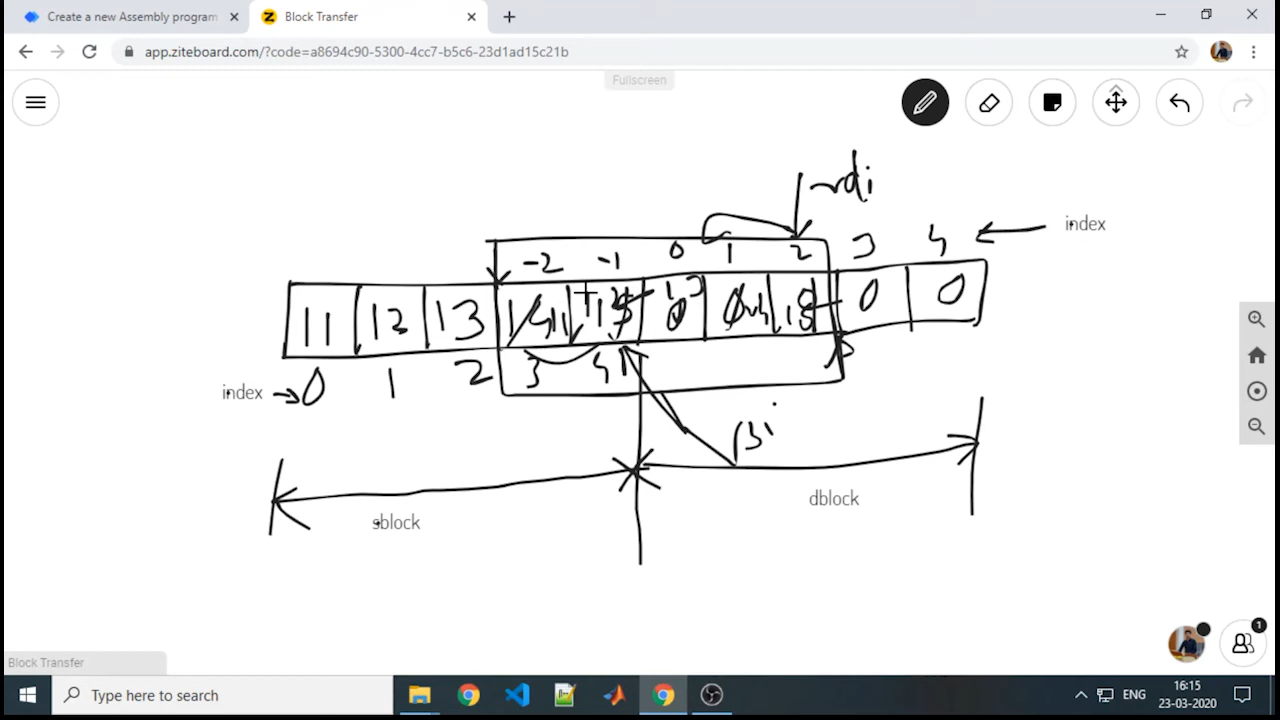 Create a new Assembly program
Block Transfer
app.ziteboard.com/?code=a8694c90-5300-4cc7-b5c6-23d1ad15c21b
Fullscreen
rdi
index
-2 -1 0 1 2 3 4
11 12 13 0 0
0 1 2 3 4
index
rsi
sblock
dblock
1
Block Transfer
Type here to search
ENG
16:15
23-03-2020